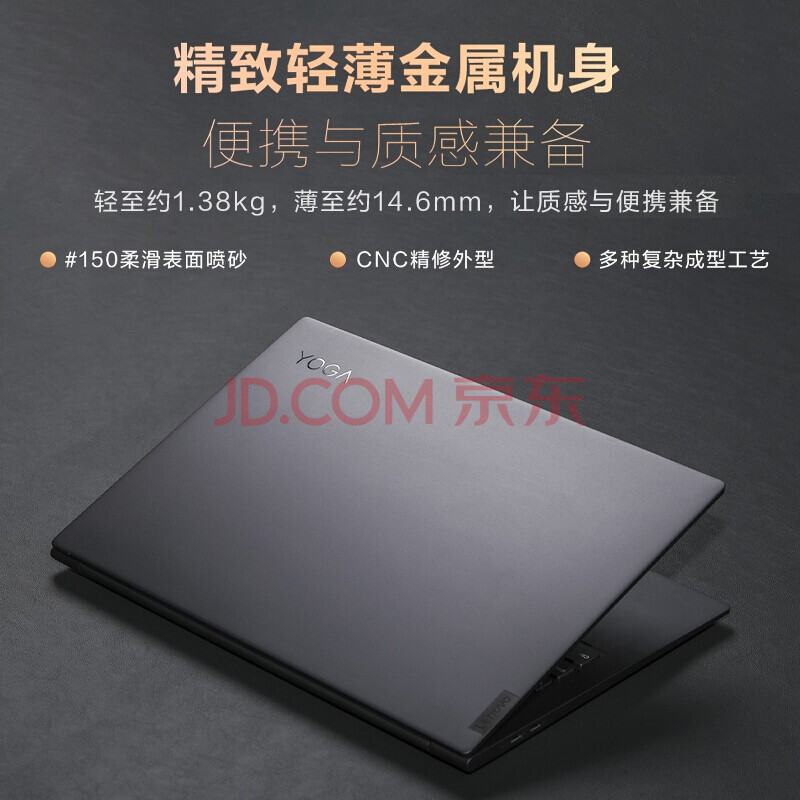 精致轻薄金属机身
便携与质感兼备
轻至约1.38kg，薄至约14.6mm，让质感与便携兼备
#150柔滑表面喷砂
CNC精修外型
多种复杂成型工艺
YOGA
JD.COM 京东
Lenovo